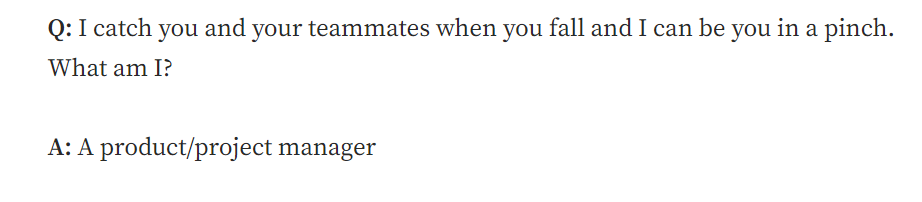 Q: I catch you and your teammates when you fall and I can be you in a pinch.
What am I?
A: A product/project manager